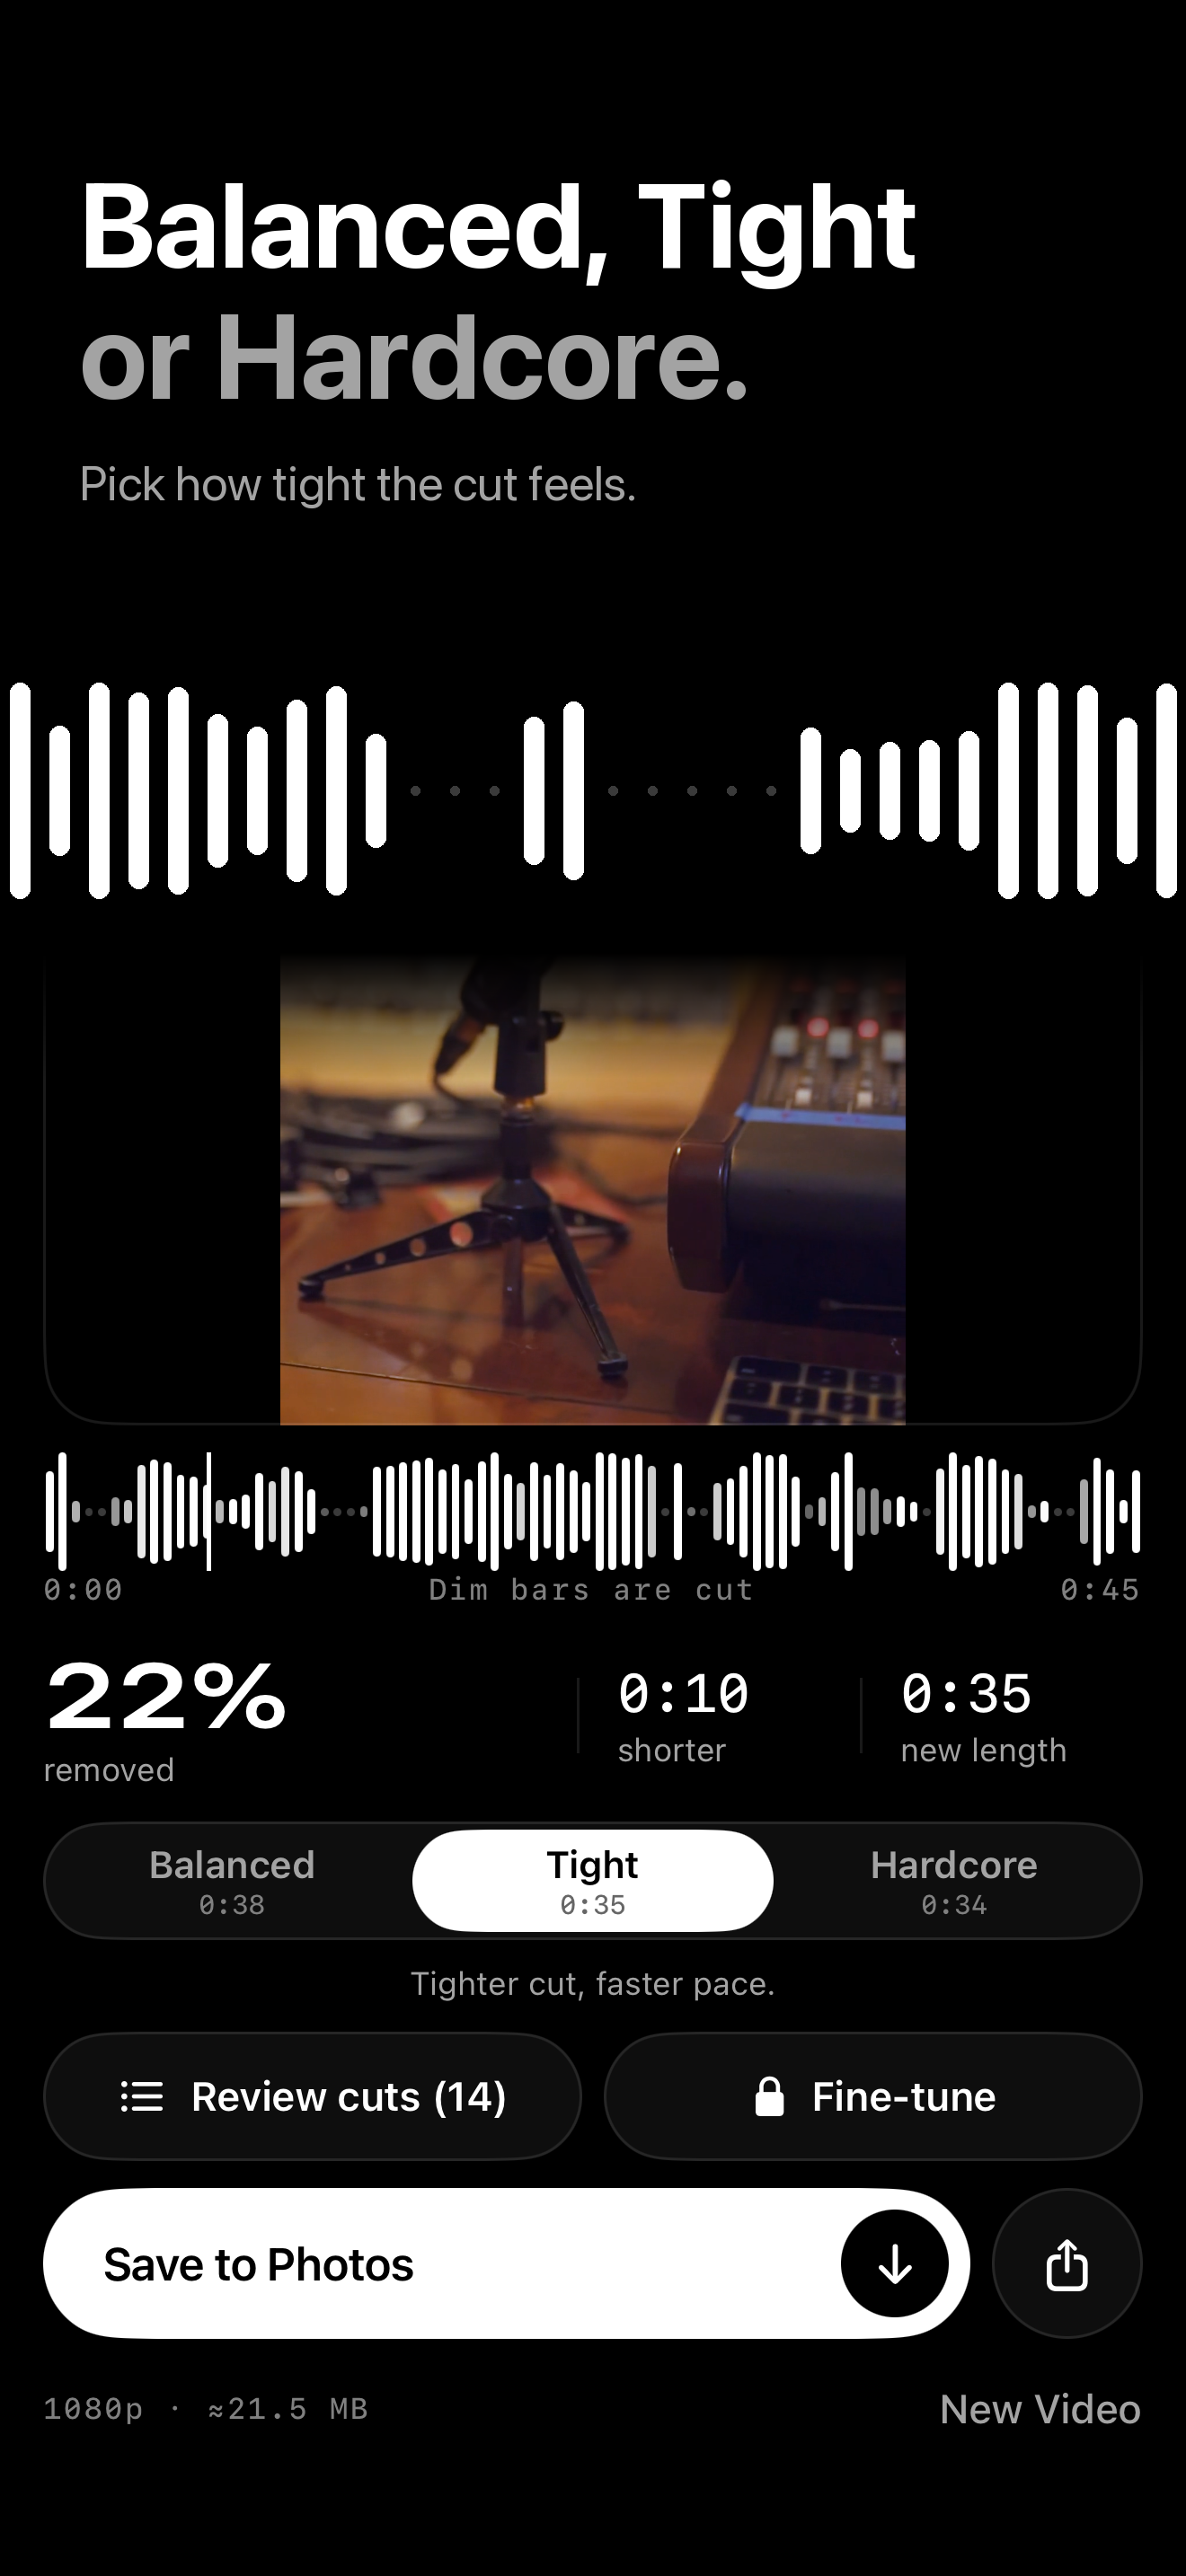 Balanced, Tight
or Hardcore.
Pick how tight the cut feels.
0:00 Dim bars are cut 0:45
22% 0:10 0:35
removed shorter new length
Balanced Tight Hardcore
0:38 0:35 0:34
Tighter cut, faster pace.
Review cuts (14) Fine-tune
Save to Photos
1080p · ≈21.5 MB New Video